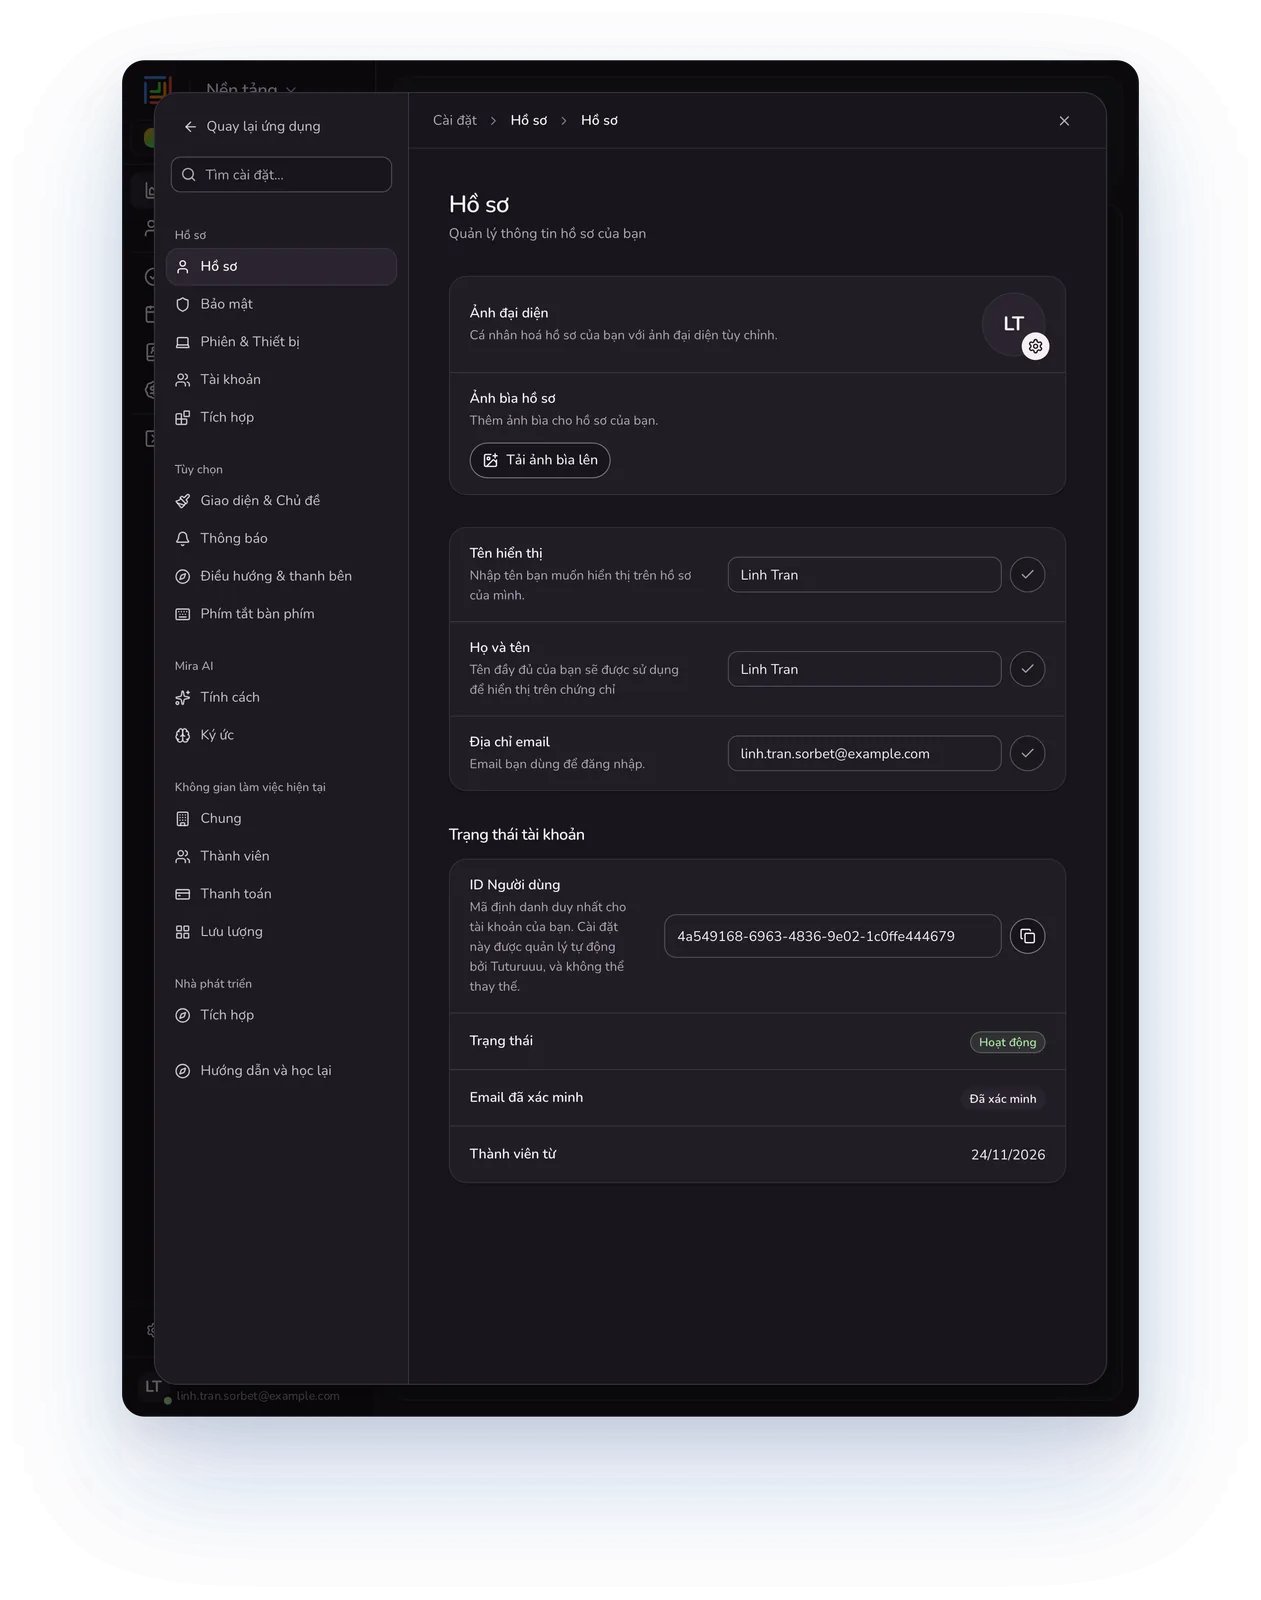 Nền tảng
Quay lại ứng dụng
Tìm cài đặt...
Hồ sơ
Hồ sơ
Bảo mật
Phiên & Thiết bị
Tài khoản
Tích hợp
Tùy chọn
Giao diện & Chủ đề
Thông báo
Điều hướng & thanh bên
Phím tắt bàn phím
Mira AI
Tính cách
Ký ức
Không gian làm việc hiện tại
Chung
Thành viên
Thanh toán
Lưu lượng
Nhà phát triển
Tích hợp
Hướng dẫn và học lại
LT
linh.tran.sorbet@example.com
Cài đặt > Hồ sơ > Hồ sơ
Hồ sơ
Quản lý thông tin hồ sơ của bạn
Ảnh đại diện
Cá nhân hoá hồ sơ của bạn với ảnh đại diện tùy chỉnh.
LT
Ảnh bìa hồ sơ
Thêm ảnh bìa cho hồ sơ của bạn.
Tải ảnh bìa lên
Tên hiển thị
Nhập tên bạn muốn hiển thị trên hồ sơ
của mình.
Linh Tran
Họ và tên
Tên đầy đủ của bạn sẽ được sử dụng
để hiển thị trên chứng chỉ
Linh Tran
Địa chỉ email
Email bạn dùng để đăng nhập.
linh.tran.sorbet@example.com
Trạng thái tài khoản
ID Người dùng
Mã định danh duy nhất cho
tài khoản của bạn. Cài đặt
này được quản lý tự động
bởi Tuturuuu, và không thể
thay thế.
4a549168-6963-4836-9e02-1c0ffe444679
Trạng thái
Hoạt động
Email đã xác minh
Đã xác minh
Thành viên từ
24/11/2026